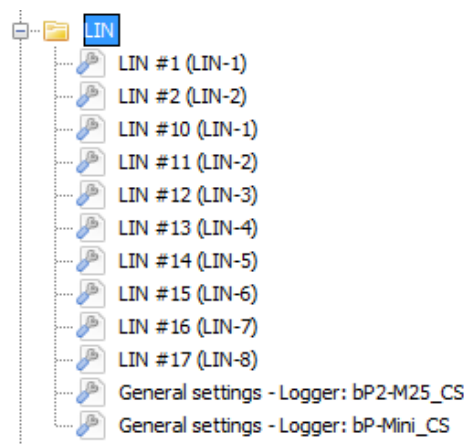 LIN
LIN #1 (LIN-1)
LIN #2 (LIN-2)
LIN #10 (LIN-1)
LIN #11 (LIN-2)
LIN #12 (LIN-3)
LIN #13 (LIN-4)
LIN #14 (LIN-5)
LIN #15 (LIN-6)
LIN #16 (LIN-7)
LIN #17 (LIN-8)
General settings - Logger: bP2-M25_CS
General settings - Logger: bP-Mini_CS